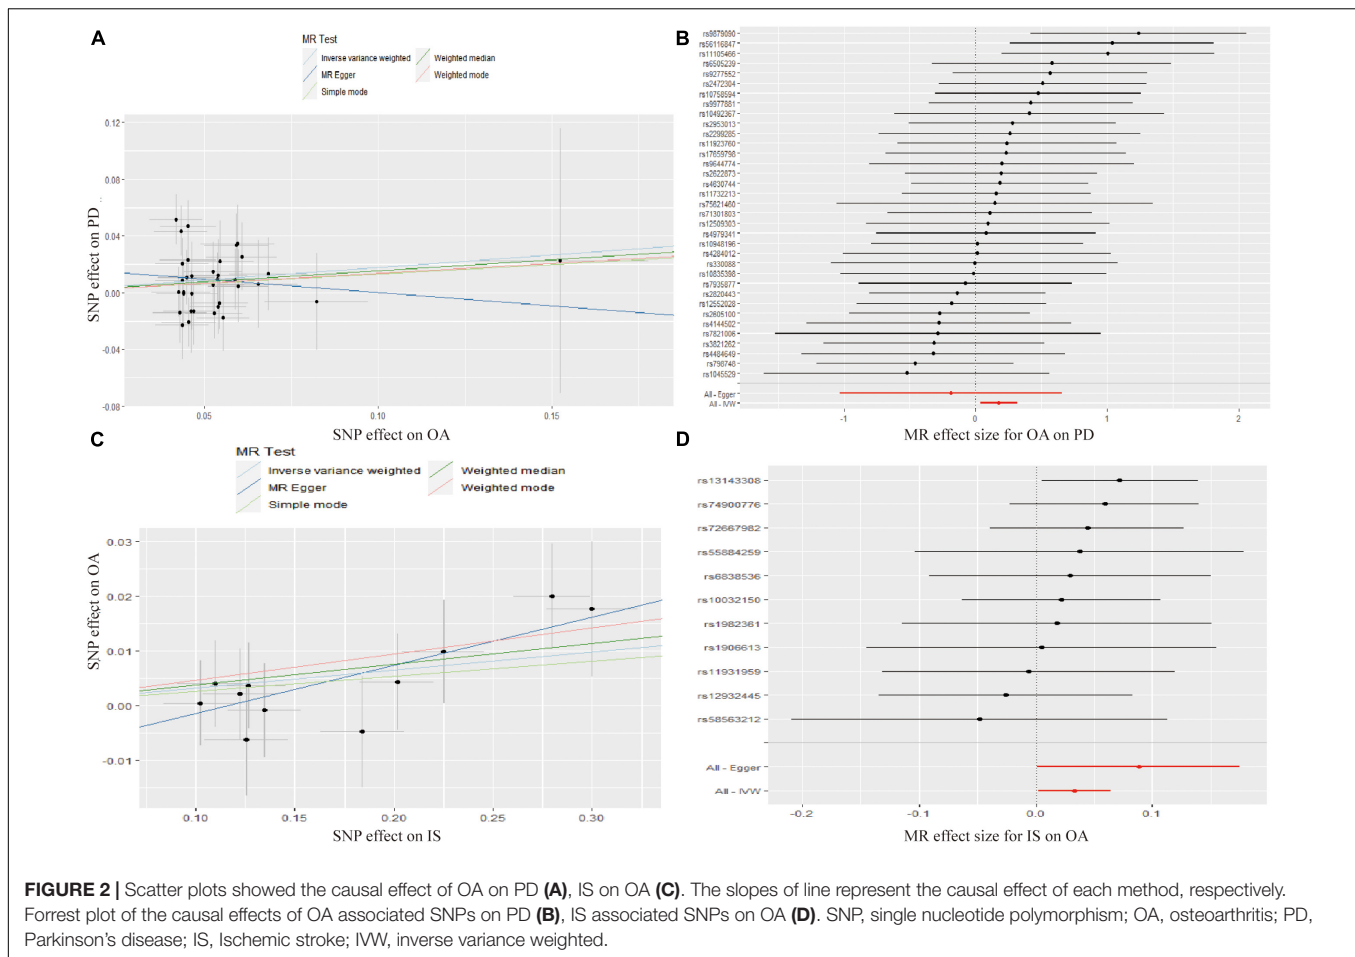 A
MR Test
Inverse variance weighted
Weighted median
MR Egger
Weighted mode
Simple mode
0.12
0.08
0.04
0.00
-0.04
-0.08
SNP effect on PD
0.05
0.10
0.15
SNP effect on OA
B
rs9879090
rs56116847
rs11105466
rs6505239
rs9277552
rs2472304
rs10758594
rs9977881
rs10492367
rs2953013
rs2299285
rs11923760
rs17659798
rs9644774
rs2622873
rs4630744
rs11732213
rs75621460
rs71301803
rs12509303
rs4979341
rs10948196
rs4284012
rs330088
rs10835398
rs7935877
rs2820443
rs12552028
rs2605100
rs4144502
rs7821006
rs3821262
rs4484649
rs798748
rs1045529
All - Egger
All - IVW
-1
0
1
2
MR effect size for OA on PD
C
MR Test
Inverse variance weighted
Weighted median
MR Egger
Weighted mode
Simple mode
0.03
0.02
0.01
0.00
-0.01
SNP effect on OA
0.10
0.15
0.20
0.25
0.30
SNP effect on IS
D
rs13143308
rs74900776
rs72667982
rs55884259
rs6838536
rs10032150
rs1982361
rs1906613
rs11931959
rs12932445
rs58563212
All - Egger
All - IVW
-0.2
-0.1
0.0
0.1
MR effect size for IS on OA
FIGURE 2 | Scatter plots showed the causal effect of OA on PD (A), IS on OA (C). The slopes of line represent the causal effect of each method, respectively.
Forrest plot of the causal effects of OA associated SNPs on PD (B), IS associated SNPs on OA (D). SNP, single nucleotide polymorphism; OA, osteoarthritis; PD,
Parkinson's disease; IS, Ischemic stroke; IVW, inverse variance weighted.